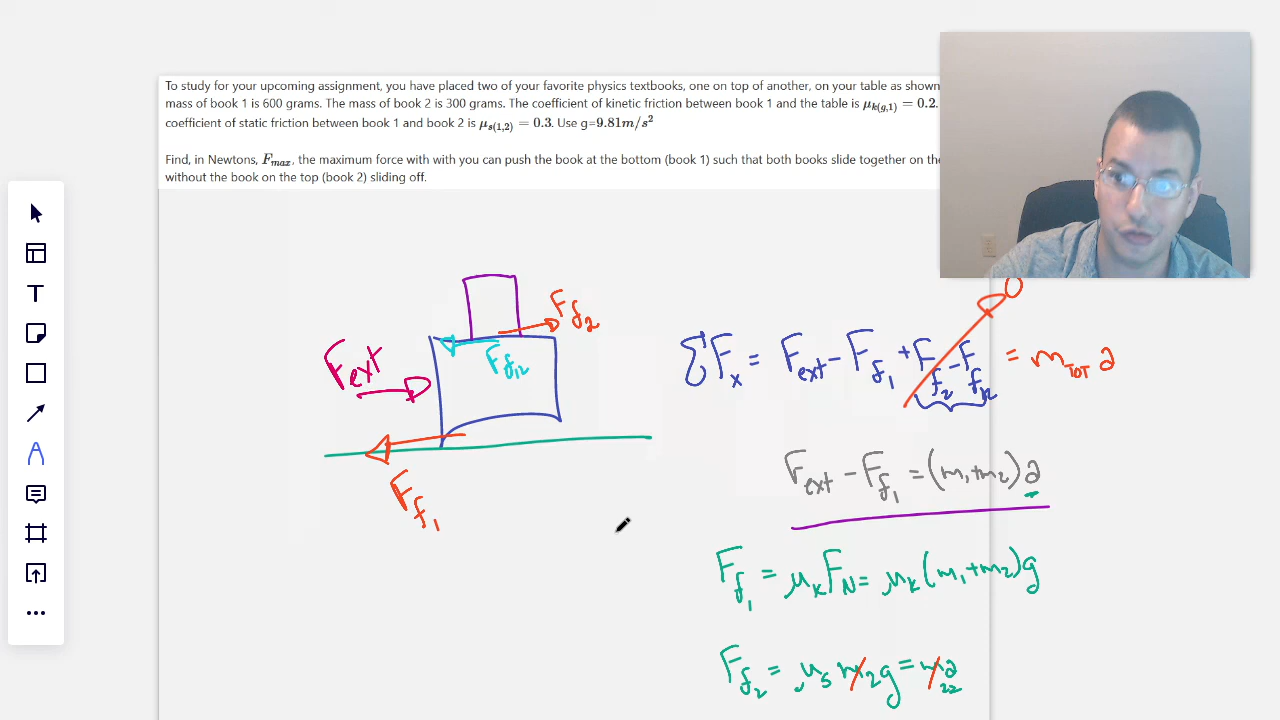 To study for your upcoming assignment, you have placed two of your favorite physics textbooks, one on top of another, on your table as shown
mass of book 1 is 600 grams. The mass of book 2 is 300 grams. The coefficient of kinetic friction between book 1 and the table is μk(g,1) = 0.2.
coefficient of static friction between book 1 and book 2 is μs(1,2) = 0.3. Use g=9.81m/s²
Find, in Newtons, Fmax, the maximum force with with you can push the book at the bottom (book 1) such that both books slide together on the
without the book on the top (book 2) sliding off.
0
Ff2
Fext
Ff12
ΣFx = Fext - Ff1 + Ff2 - Ff12 = mTOT a
Fext - Ff1 = (m1+m2)a
Ff1
Ff1 = μkFN = μk(m1+m2)g
Ff2 = μs m2g = m2a
T